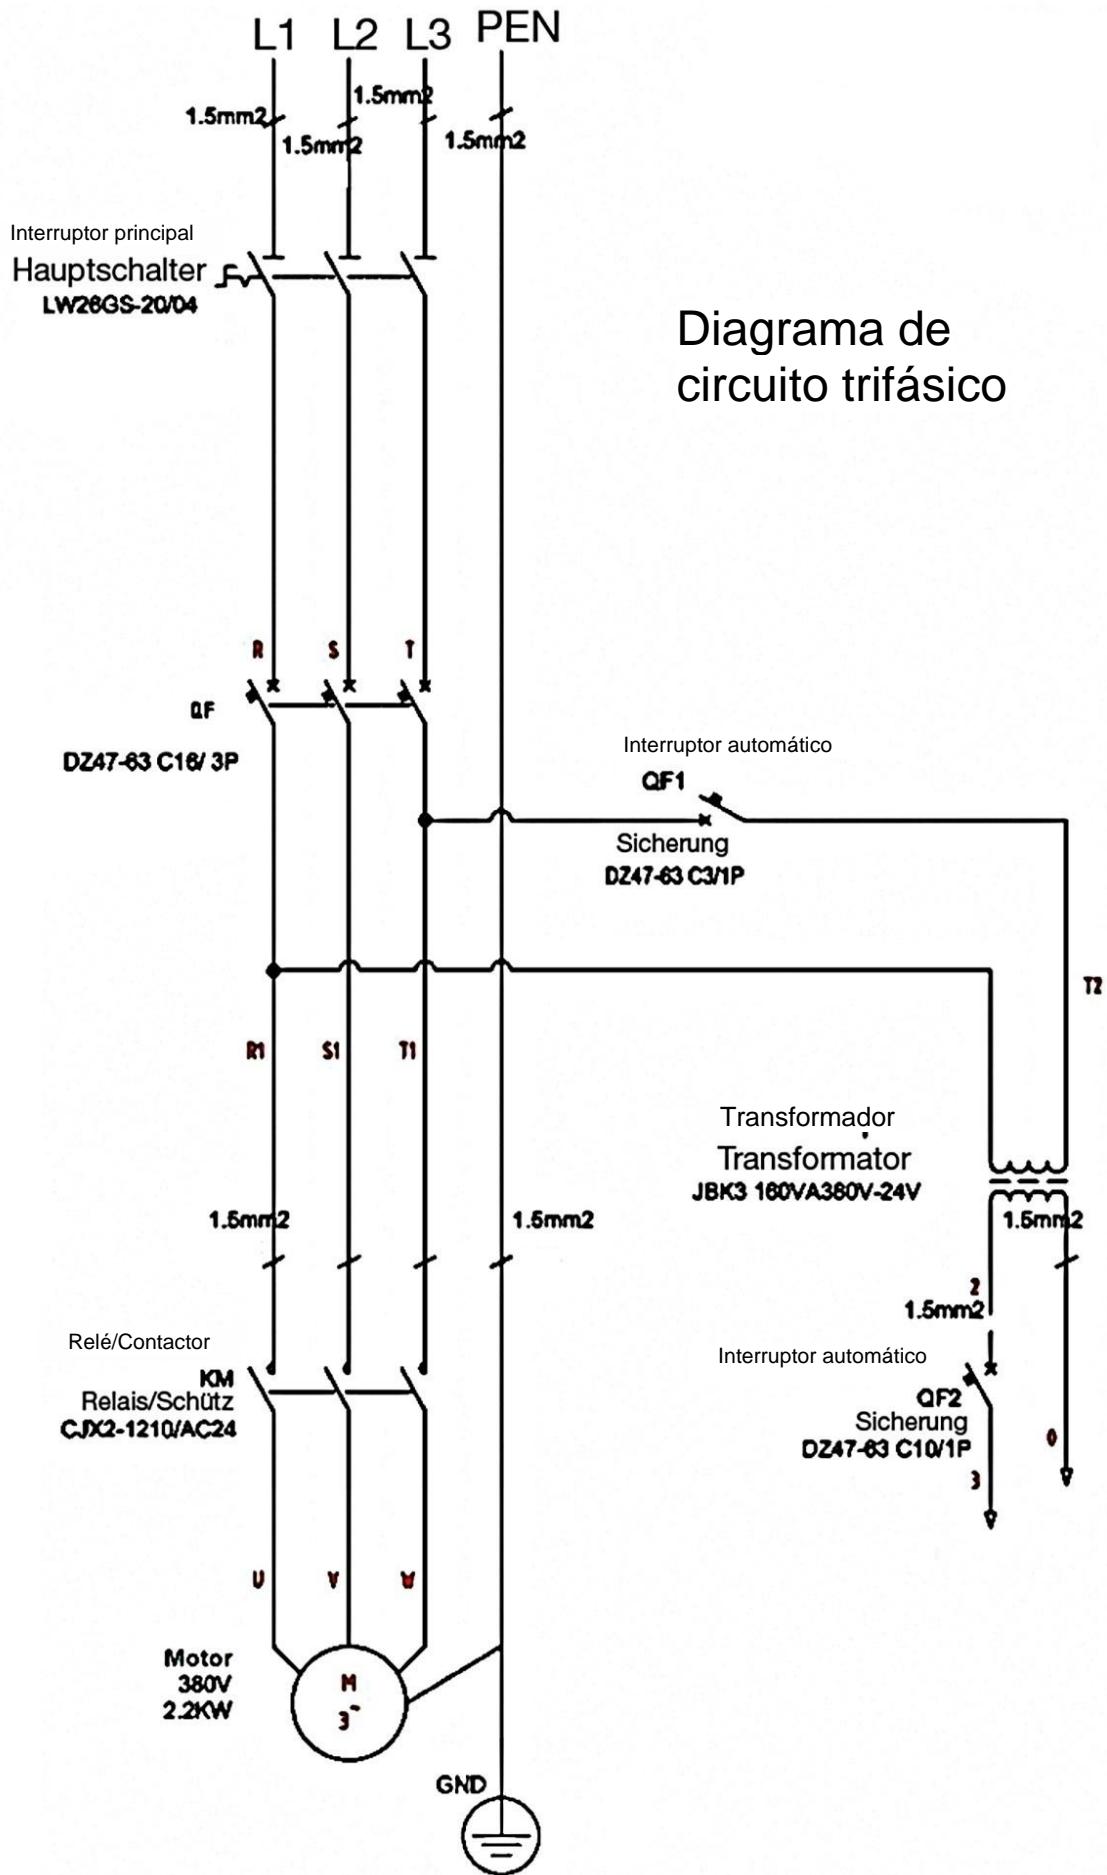 L1 L2 L3 PEN
1.5mm2
1.5mm2
1.5mm2
1.5mm2
Interruptor principal
Hauptschalter
LW26GS-20/04
Diagrama de
circuito trifásico
R S T
QF
DZ47-63 C16/ 3P
Interruptor automático
QF1
Sicherung
DZ47-63 C3/1P
T2
R1 S1 T1
Transformador
Transformator
JBK3 160VA380V-24V
1.5mm2
1.5mm2
1.5mm2
2
1.5mm2
Relé/Contactor
KM
Relais/Schütz
CJX2-1210/AC24
Interruptor automático
QF2
Sicherung
DZ47-63 C10/1P
0
3
U V W
Motor
380V
2.2KW
M
3~
GND